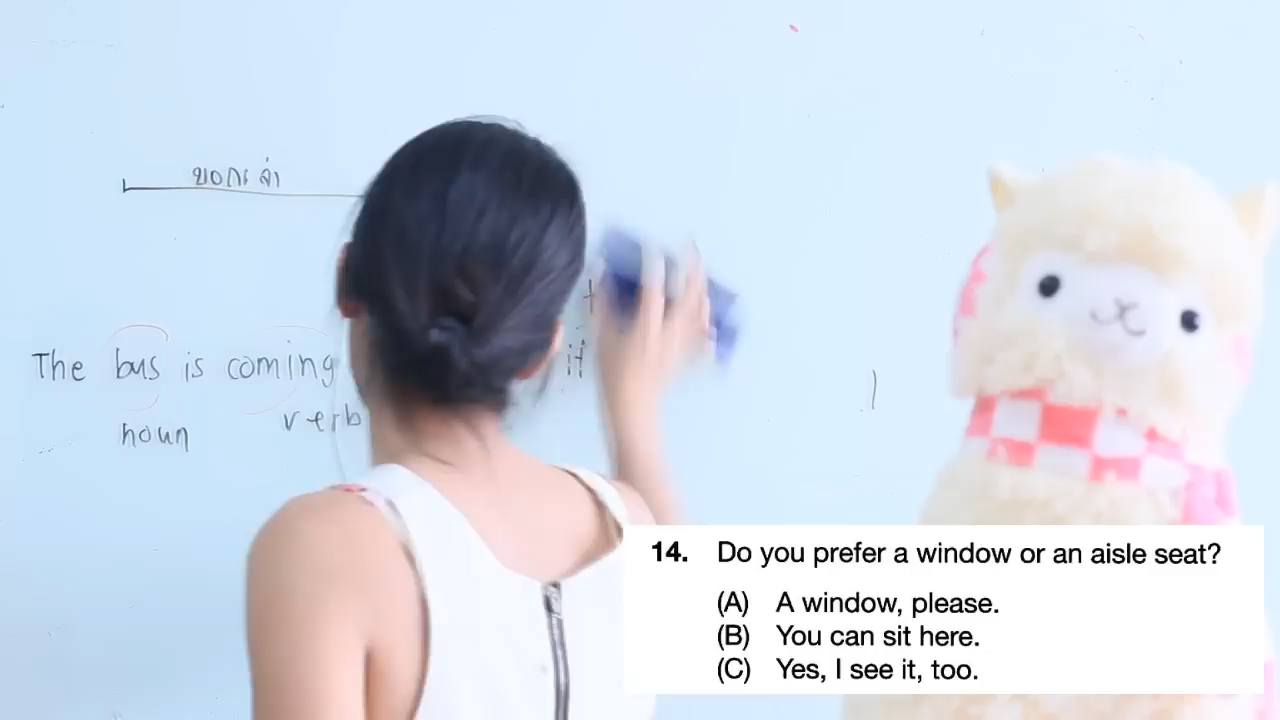 บอกเล่า
The bus is coming
it
noun
verb
14. Do you prefer a window or an aisle seat?
(A) A window, please.
(B) You can sit here.
(C) Yes, I see it, too.